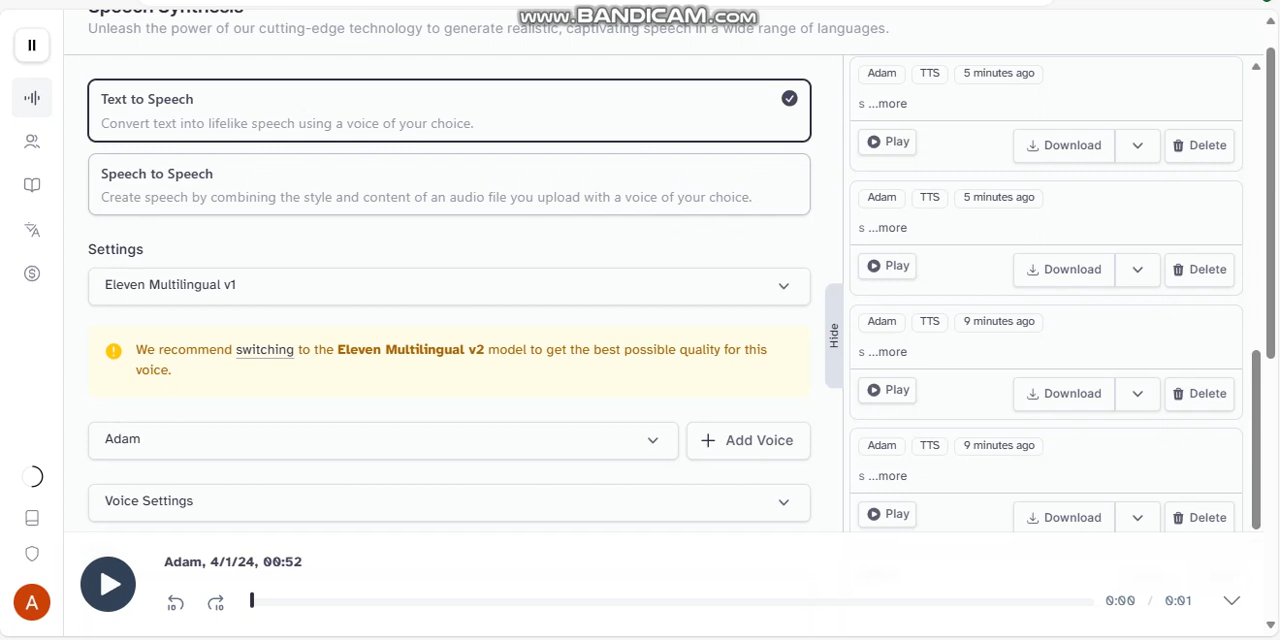 www.BANDICAM.com
Speech Synthesis
Unleash the power of our cutting-edge technology to generate realistic, captivating speech in a wide range of languages.
Text to Speech
Convert text into lifelike speech using a voice of your choice.
Speech to Speech
Create speech by combining the style and content of an audio file you upload with a voice of your choice.
Settings
Eleven Multilingual v1
We recommend switching to the Eleven Multilingual v2 model to get the best possible quality for this
voice.
Adam
+ Add Voice
Voice Settings
Hide
Adam TTS 5 minutes ago
s ...more
Play Download Delete
Adam TTS 5 minutes ago
s ...more
Play Download Delete
Adam TTS 9 minutes ago
s ...more
Play Download Delete
Adam TTS 9 minutes ago
s ...more
Play Download Delete
A
Adam, 4/1/24, 00:52
10 10 0:00 / 0:01